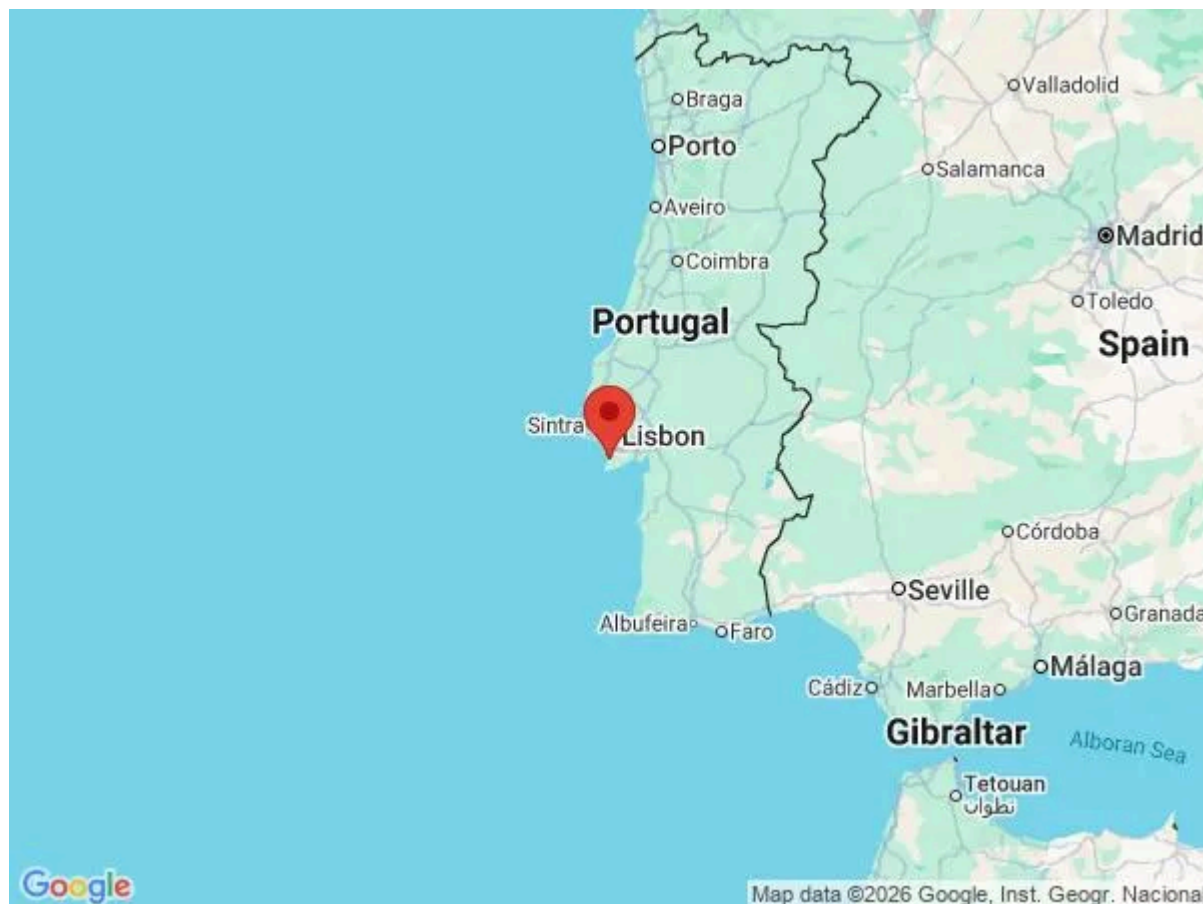 Braga
Valladolid
Porto
Salamanca
Aveiro
Madrid
Coimbra
Toledo
Portugal
Spain
Sintra
Lisbon
Córdoba
Seville
Granada
Albufeira
Faro
Málaga
Cádiz
Marbella
Gibraltar
Alboran Sea
Tetouan
تطوان
Google
Map data ©2026 Google, Inst. Geogr. Nacional